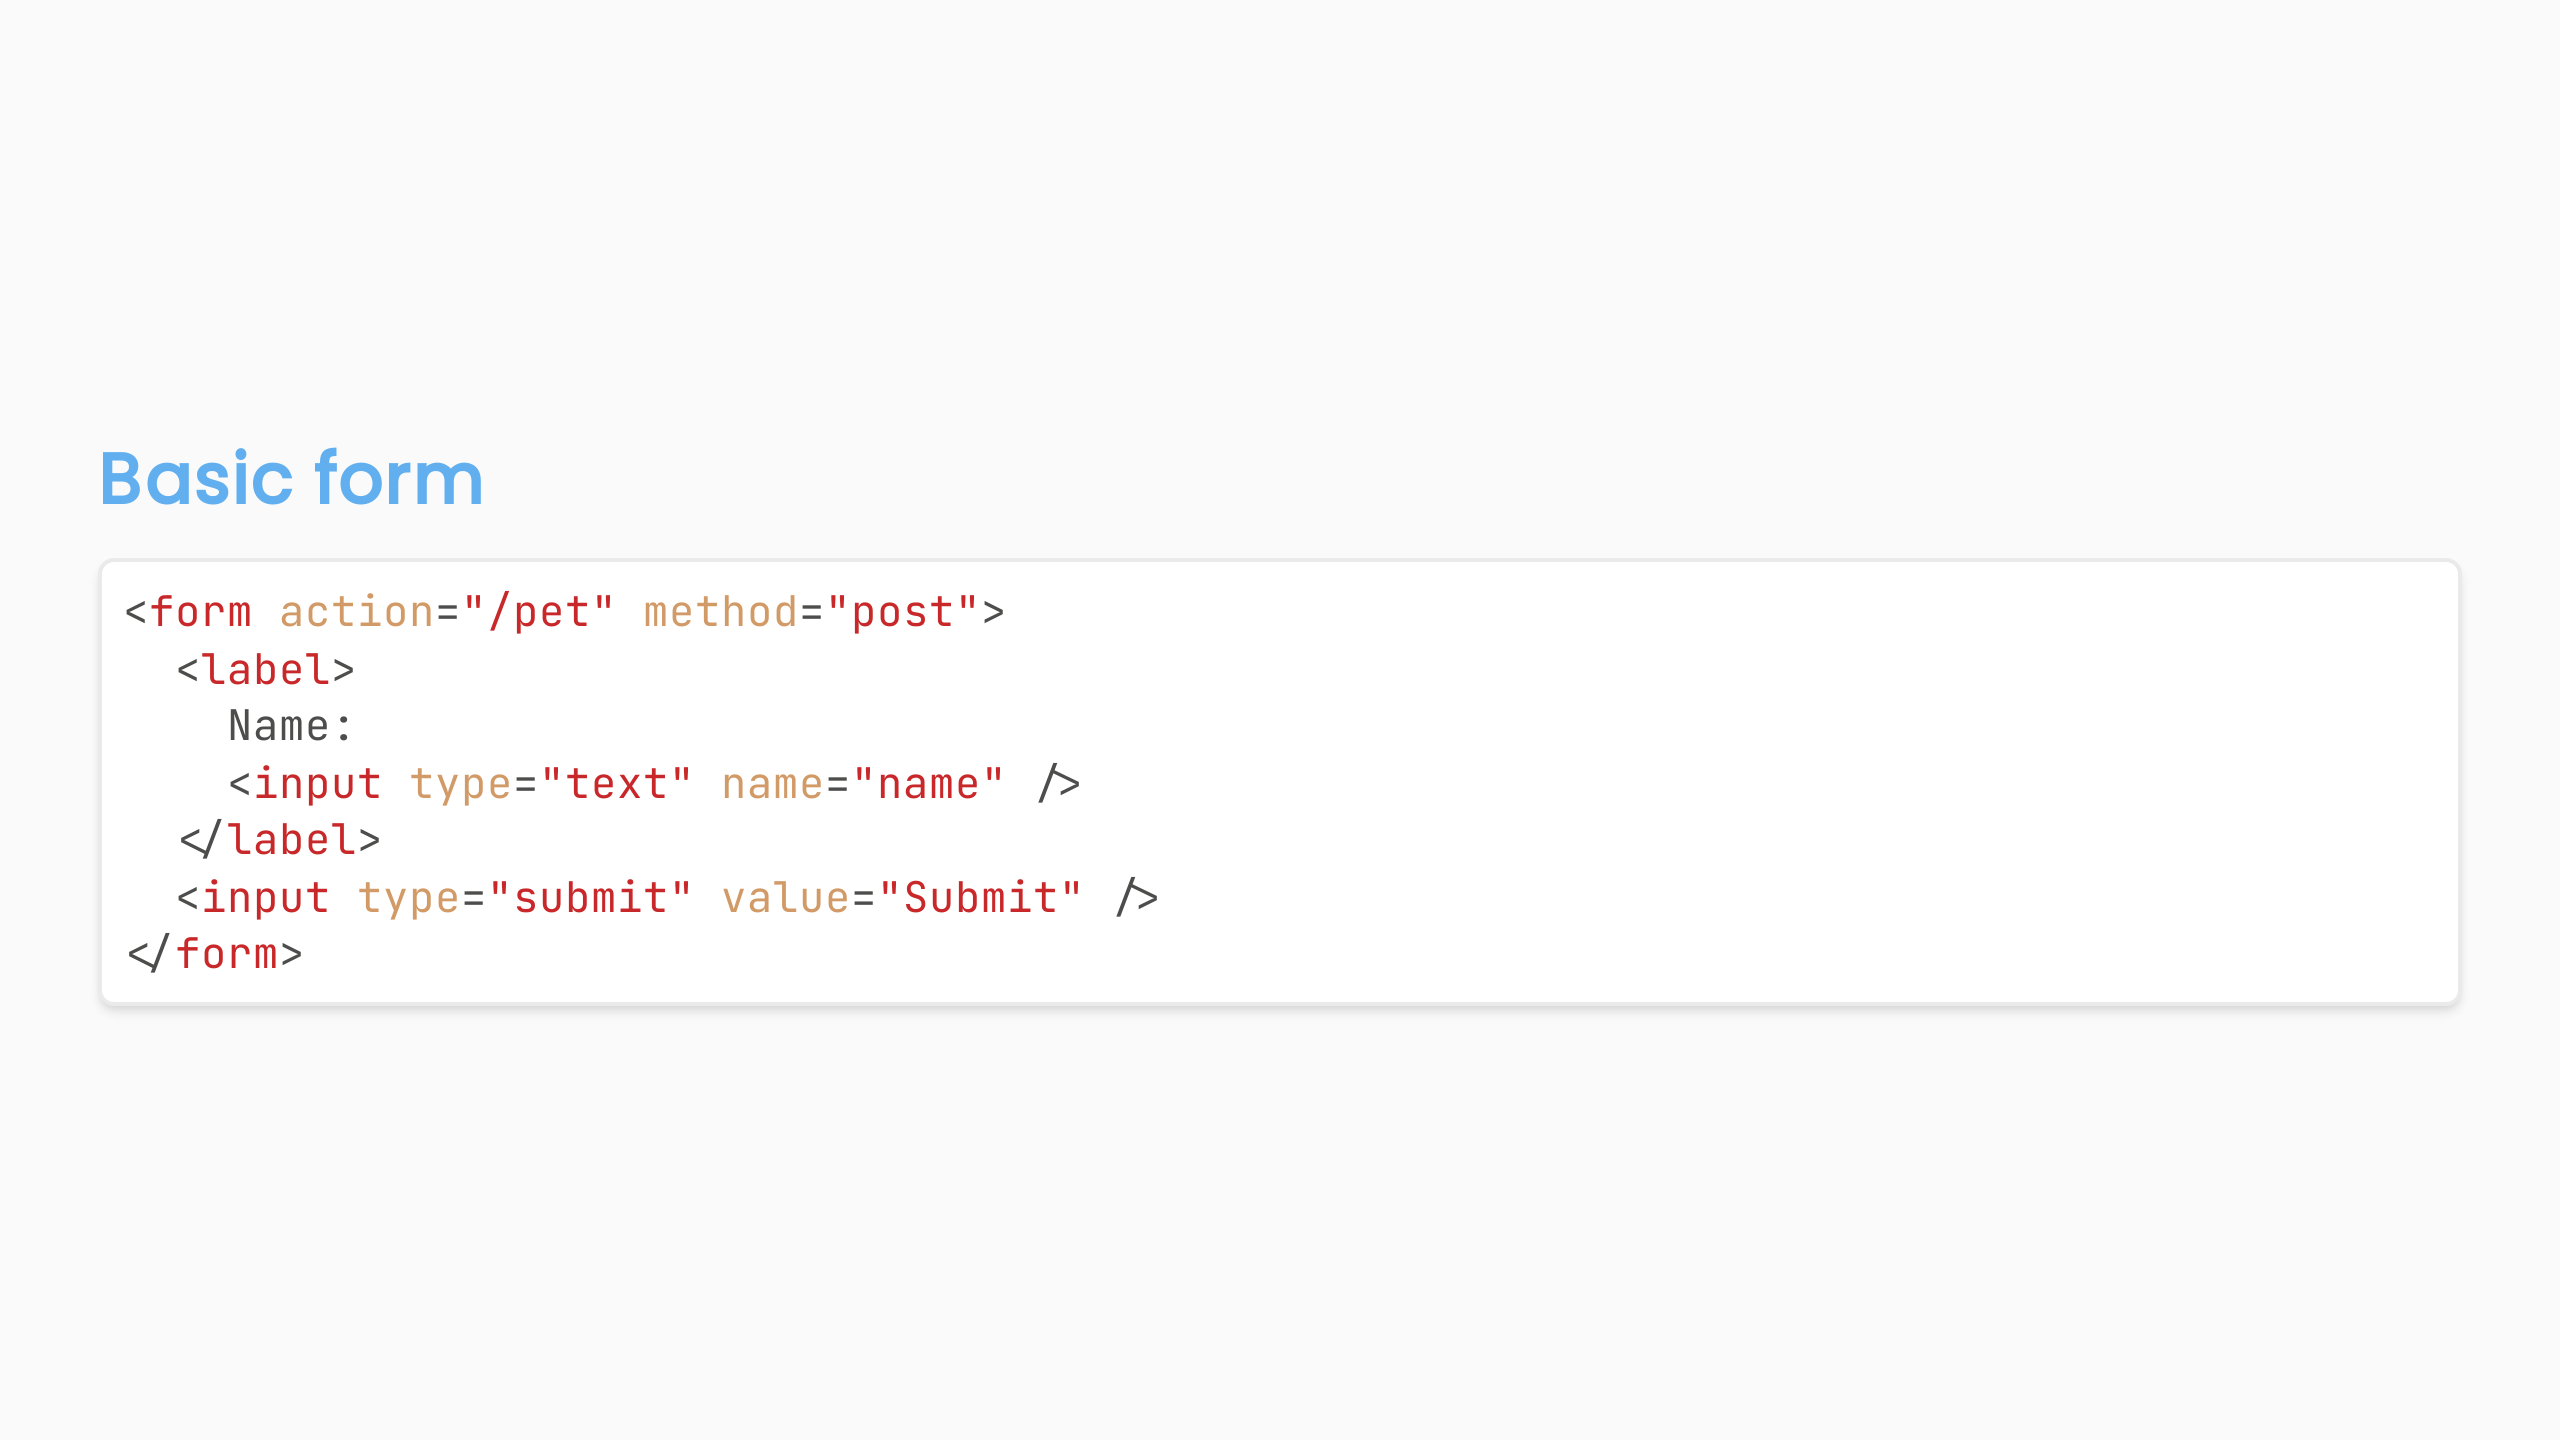 Basic form
<form action="/pet" method="post">
  <label>
    Name:
    <input type="text" name="name" />
  </label>
  <input type="submit" value="Submit" />
</form>